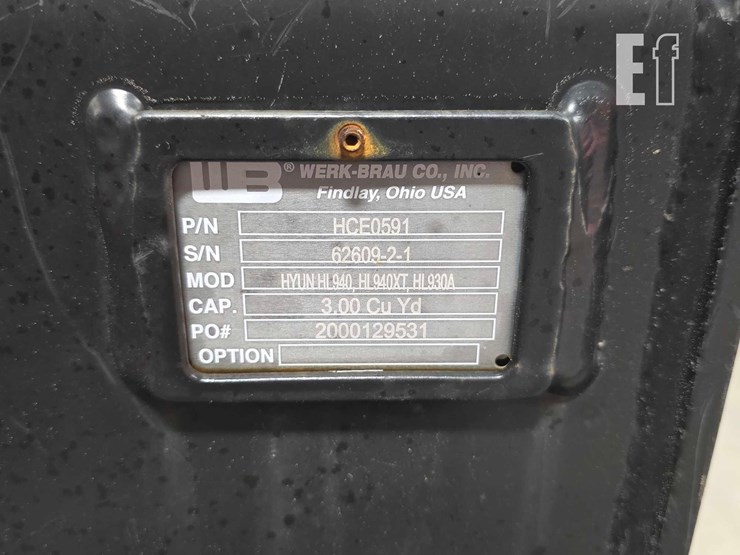 Ef
WB® WERK-BRAU CO., INC.
Findlay, Ohio USA
P/N HCE0591
S/N 62609-2-1
MOD HYUN HL940, HL940XT, HL930A
CAP. 3.00 Cu Yd
PO# 2000129531
OPTION